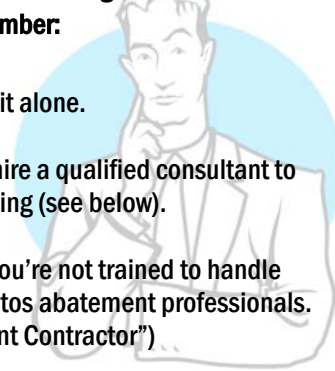 mber:
it alone.
ire a qualified consultant to
ing (see below).
ou're not trained to handle
tos abatement professionals.
nt Contractor")